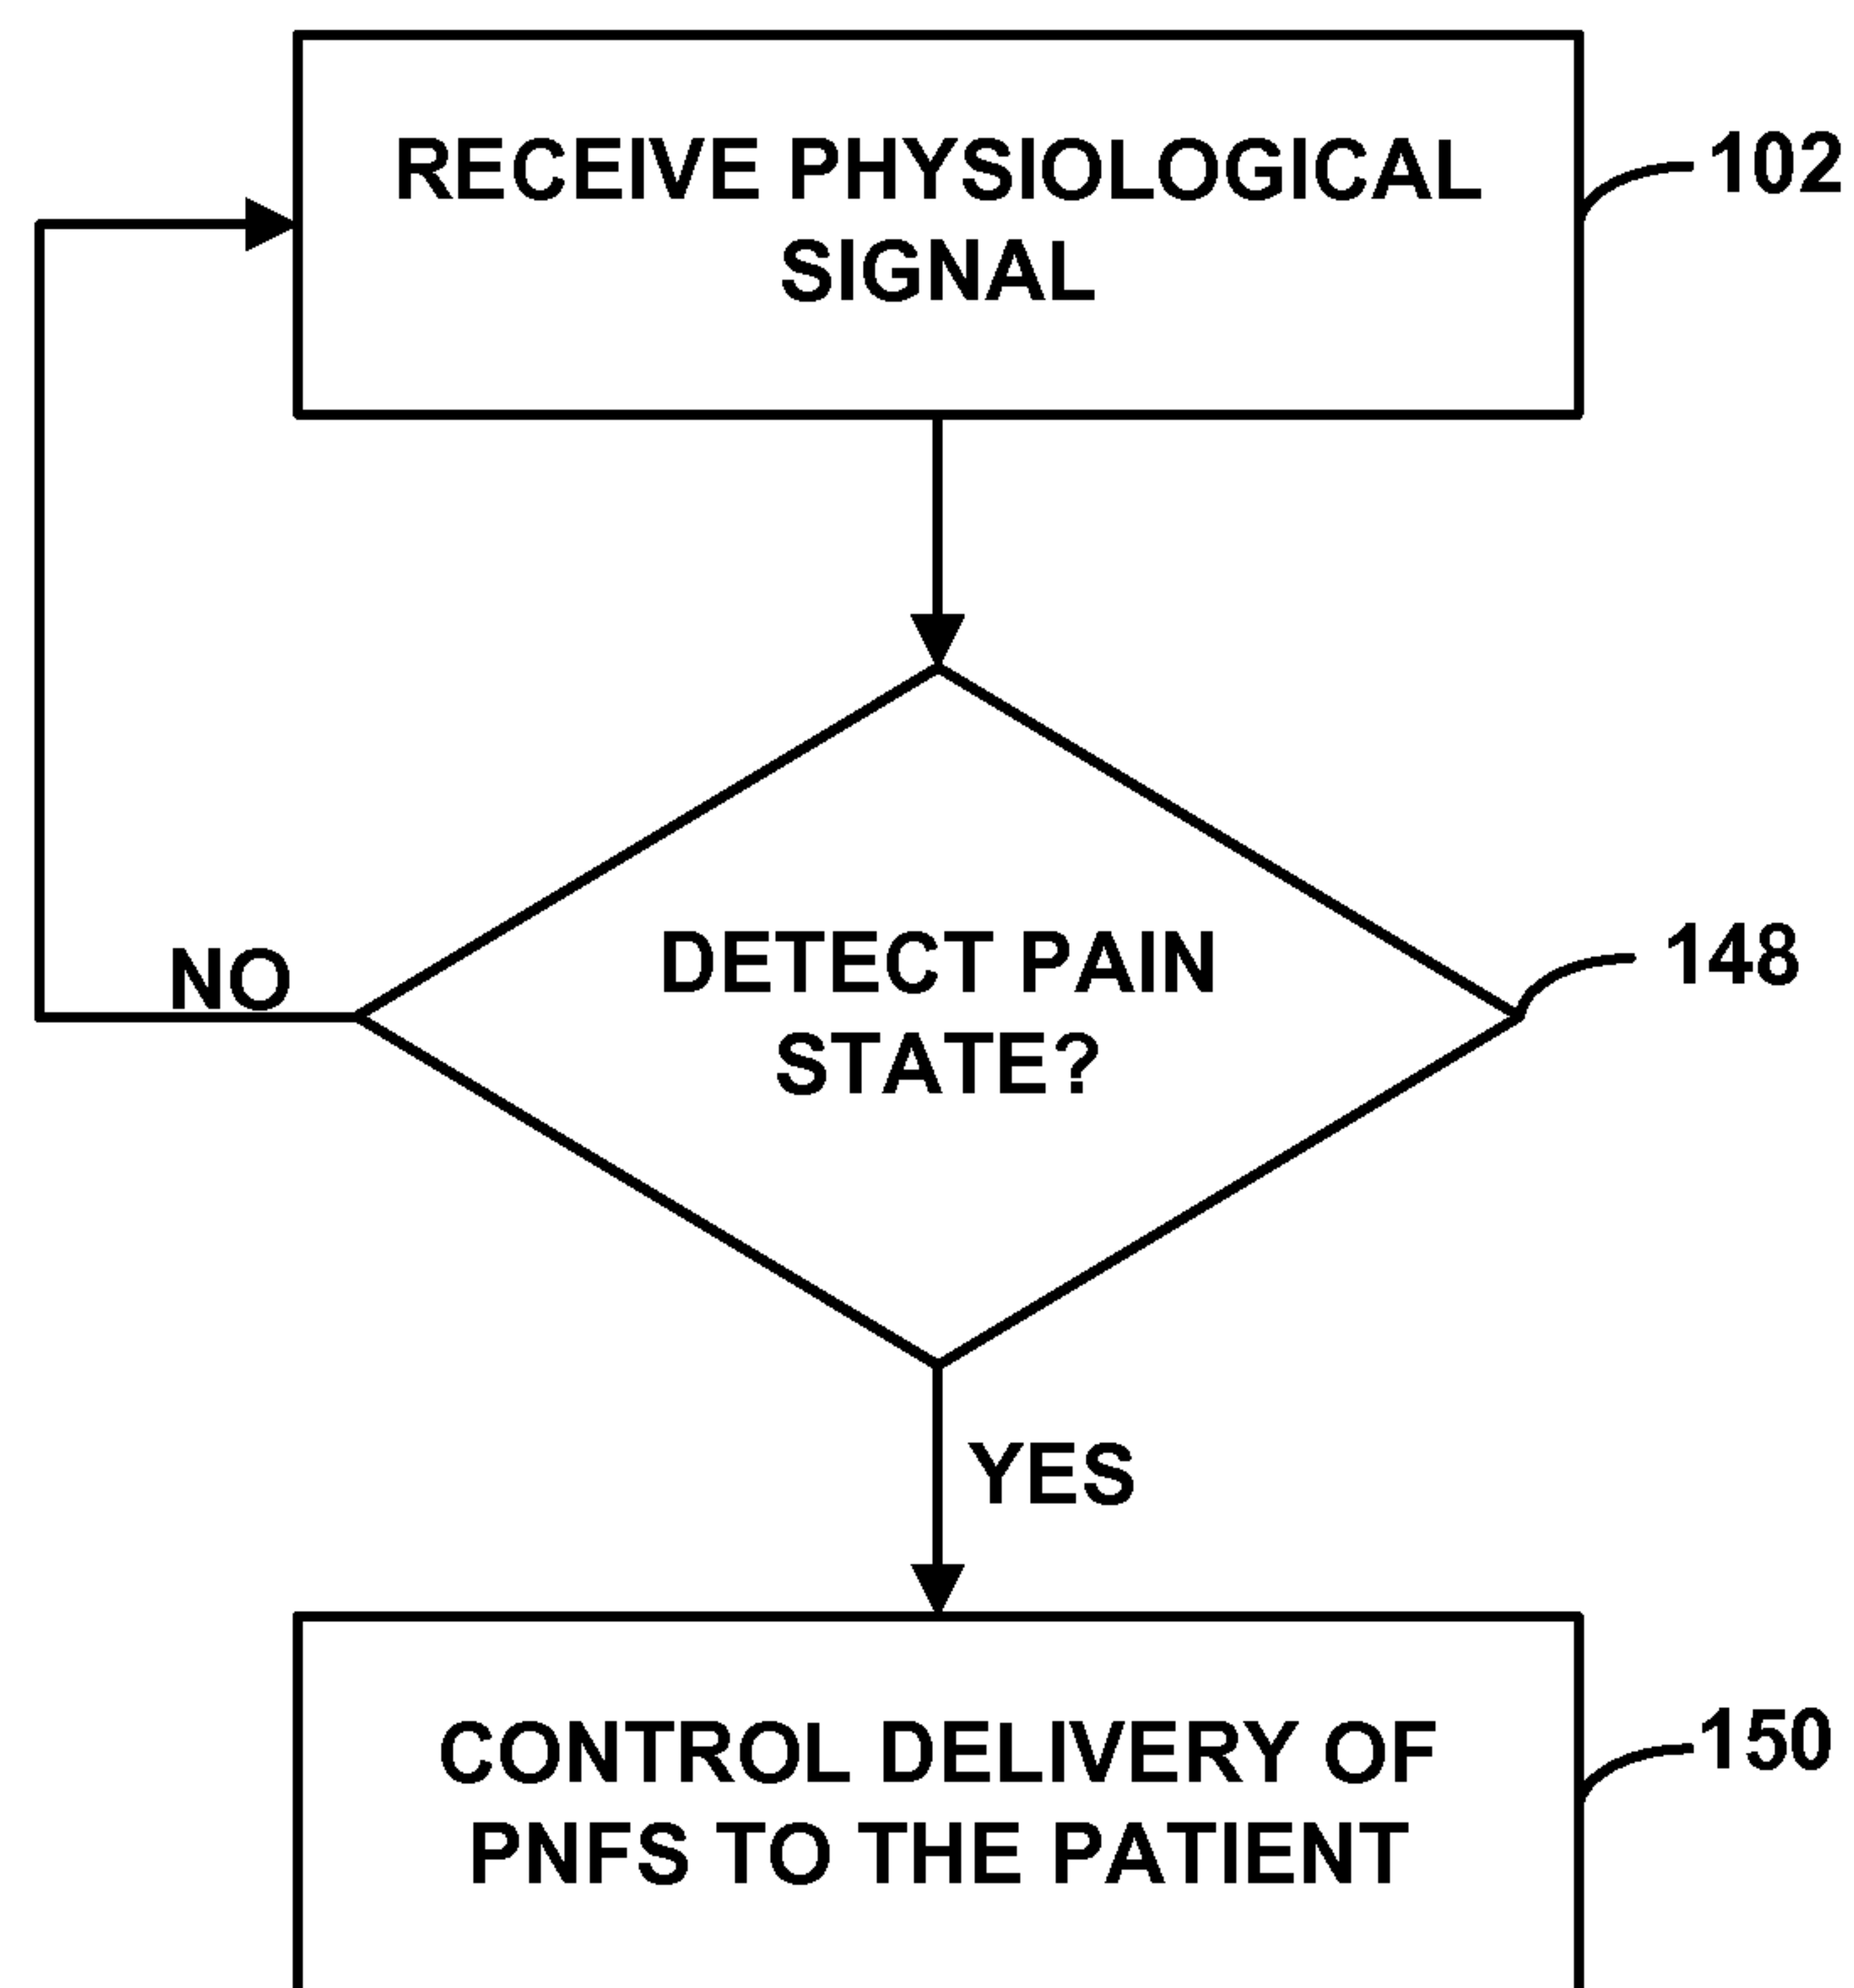 RECEIVE PHYSIOLOGICAL
SIGNAL
102
DETECT PAIN
STATE?
148
NO
YES
CONTROL DELIVERY OF
PNFS TO THE PATIENT
150